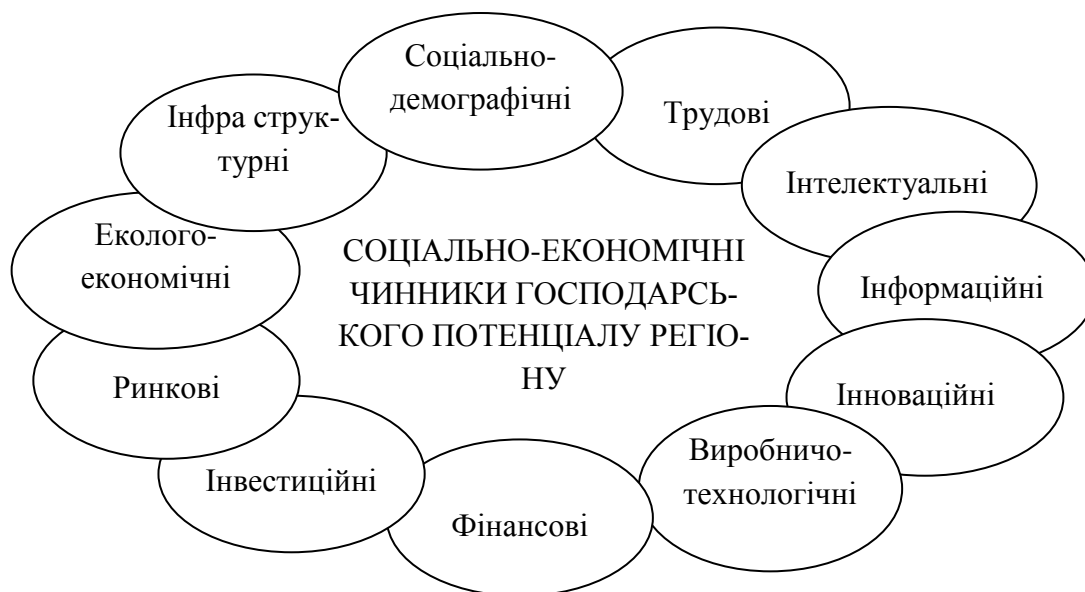 Соціально-
демографічні
Трудові
Інтелектуальні
Інформаційні
Інноваційні
Виробничо-
технологічні
Фінансові
Інвестиційні
Ринкові
Еколого-
економічні
Інфра струк-
турні
СОЦІАЛЬНО-ЕКОНОМІЧНІ
ЧИННИКИ ГОСПОДАРСЬ-
КОГО ПОТЕНЦІАЛУ РЕГІО-
НУ